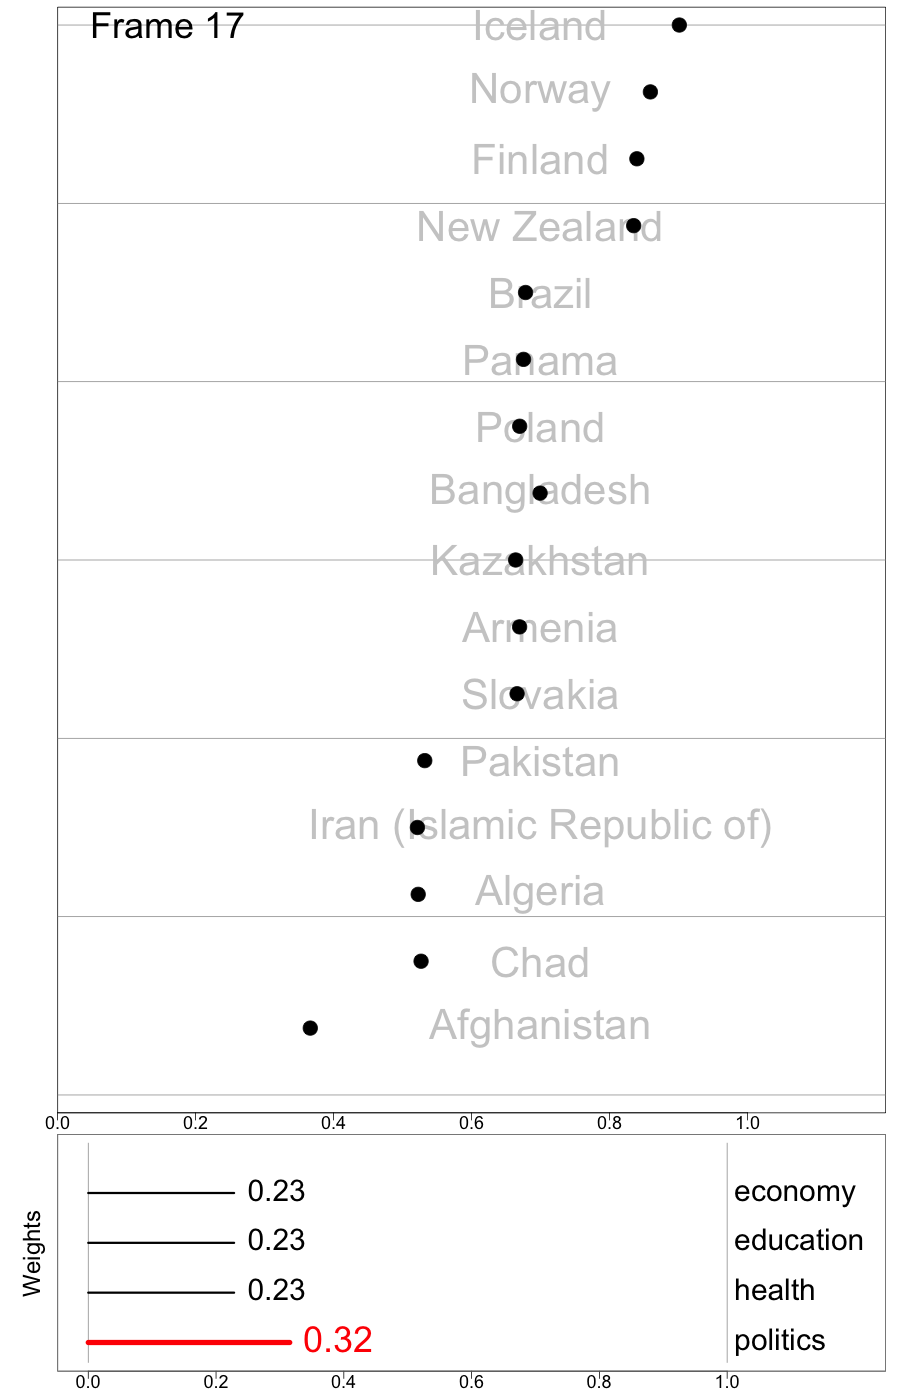 Frame 17
Iceland
Norway
Finland
New Zealand
Brazil
Panama
Poland
Bangladesh
Kazakhstan
Armenia
Slovakia
Pakistan
Iran (Islamic Republic of)
Algeria
Chad
Afghanistan
0.0 0.2 0.4 0.6 0.8 1.0
Weights
0.23 economy
0.23 education
0.23 health
0.32 politics
0.0 0.2 0.4 0.6 0.8 1.0